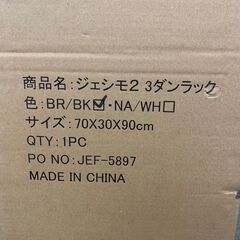 商品名：ジェシモ2 3ダンラック
色：BR/BK☑・NA/WH□
サイズ：70X30X90cm
QTY：1PC
PO NO.：JEF-5897
MADE IN CHINA